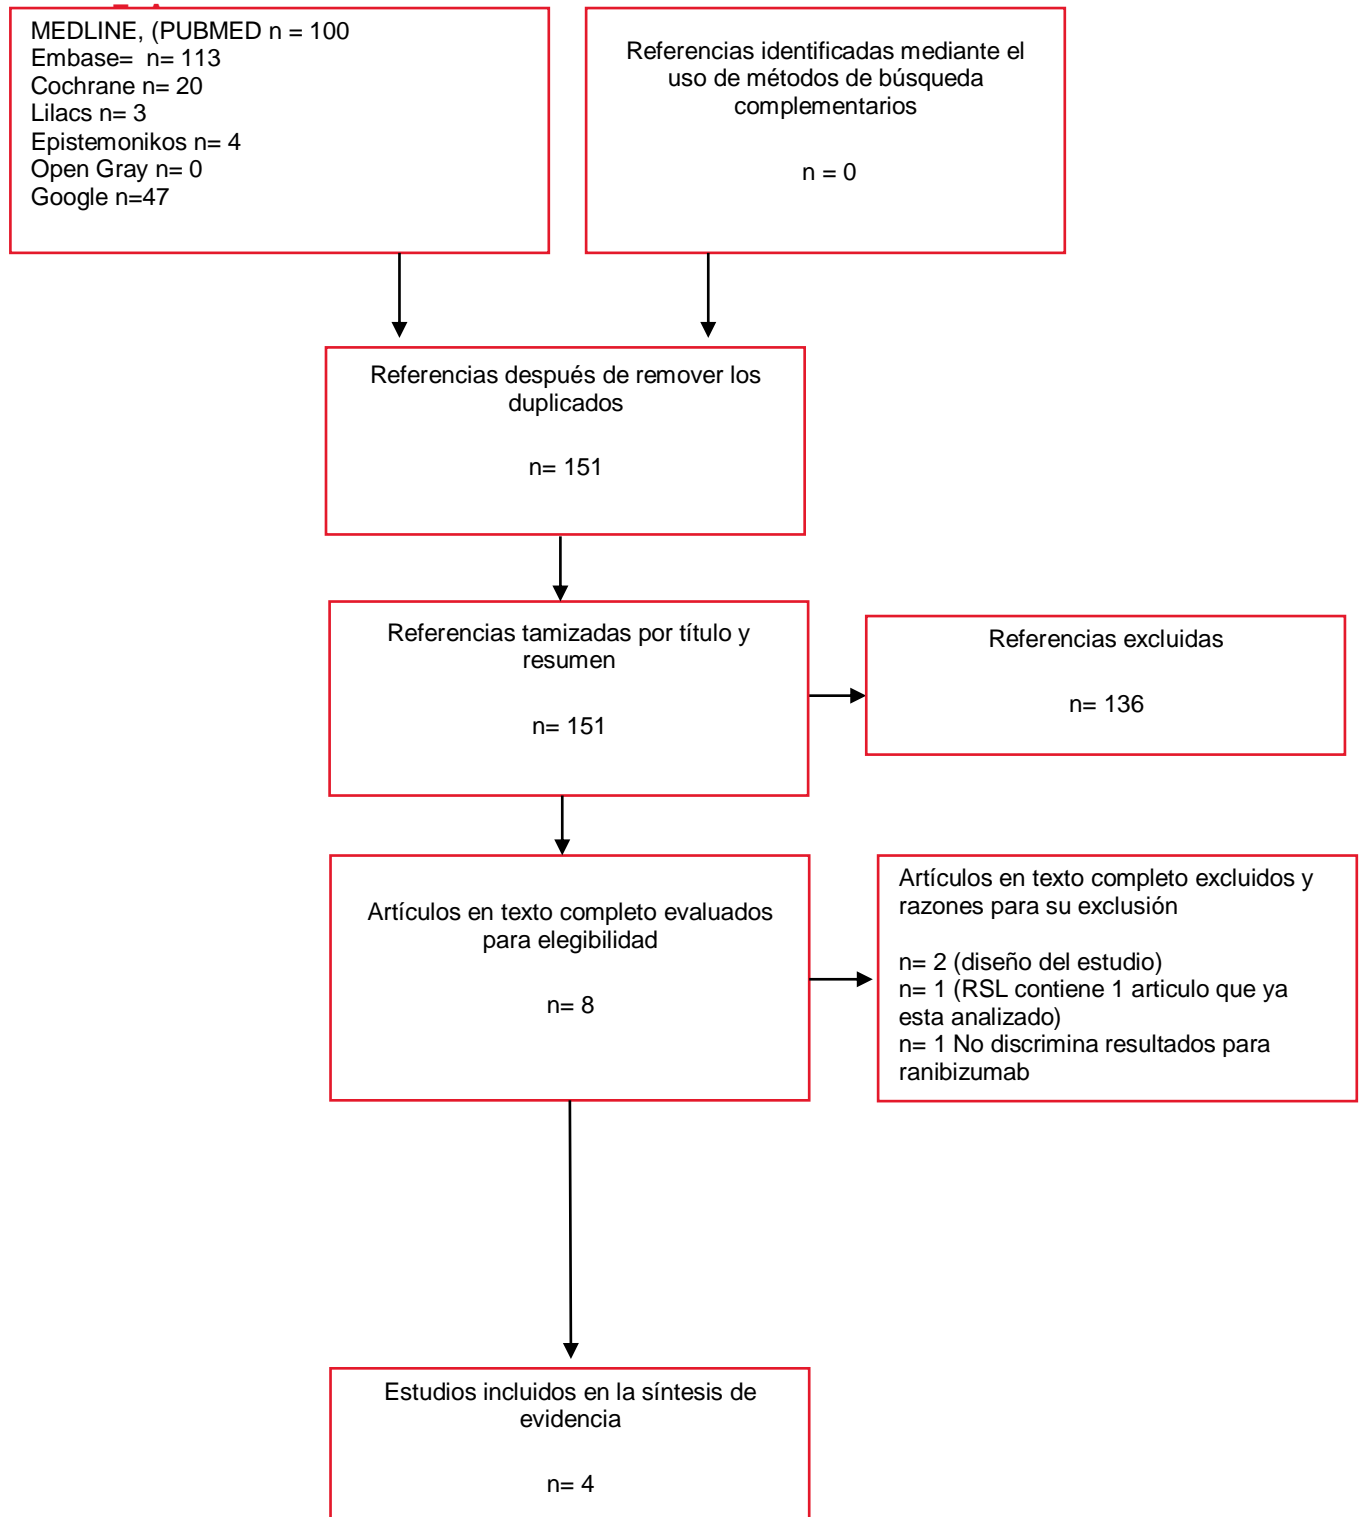 MEDLINE, (PUBMED n = 100
Embase= n= 113
Cochrane n= 20
Lilacs n= 3
Epistemonikos n= 4
Open Gray n= 0
Google n=47
Referencias identificadas mediante el
uso de métodos de búsqueda
complementarios
n = 0
Referencias después de remover los
duplicados
n= 151
Referencias tamizadas por título y
resumen
n= 151
Referencias excluidas
n= 136
Artículos en texto completo evaluados
para elegibilidad
n= 8
Artículos en texto completo excluidos y
razones para su exclusión
n= 2 (diseño del estudio)
n= 1 (RSL contiene 1 articulo que ya
esta analizado)
n= 1 No discrimina resultados para
ranibizumab
Estudios incluidos en la síntesis de
evidencia
n= 4